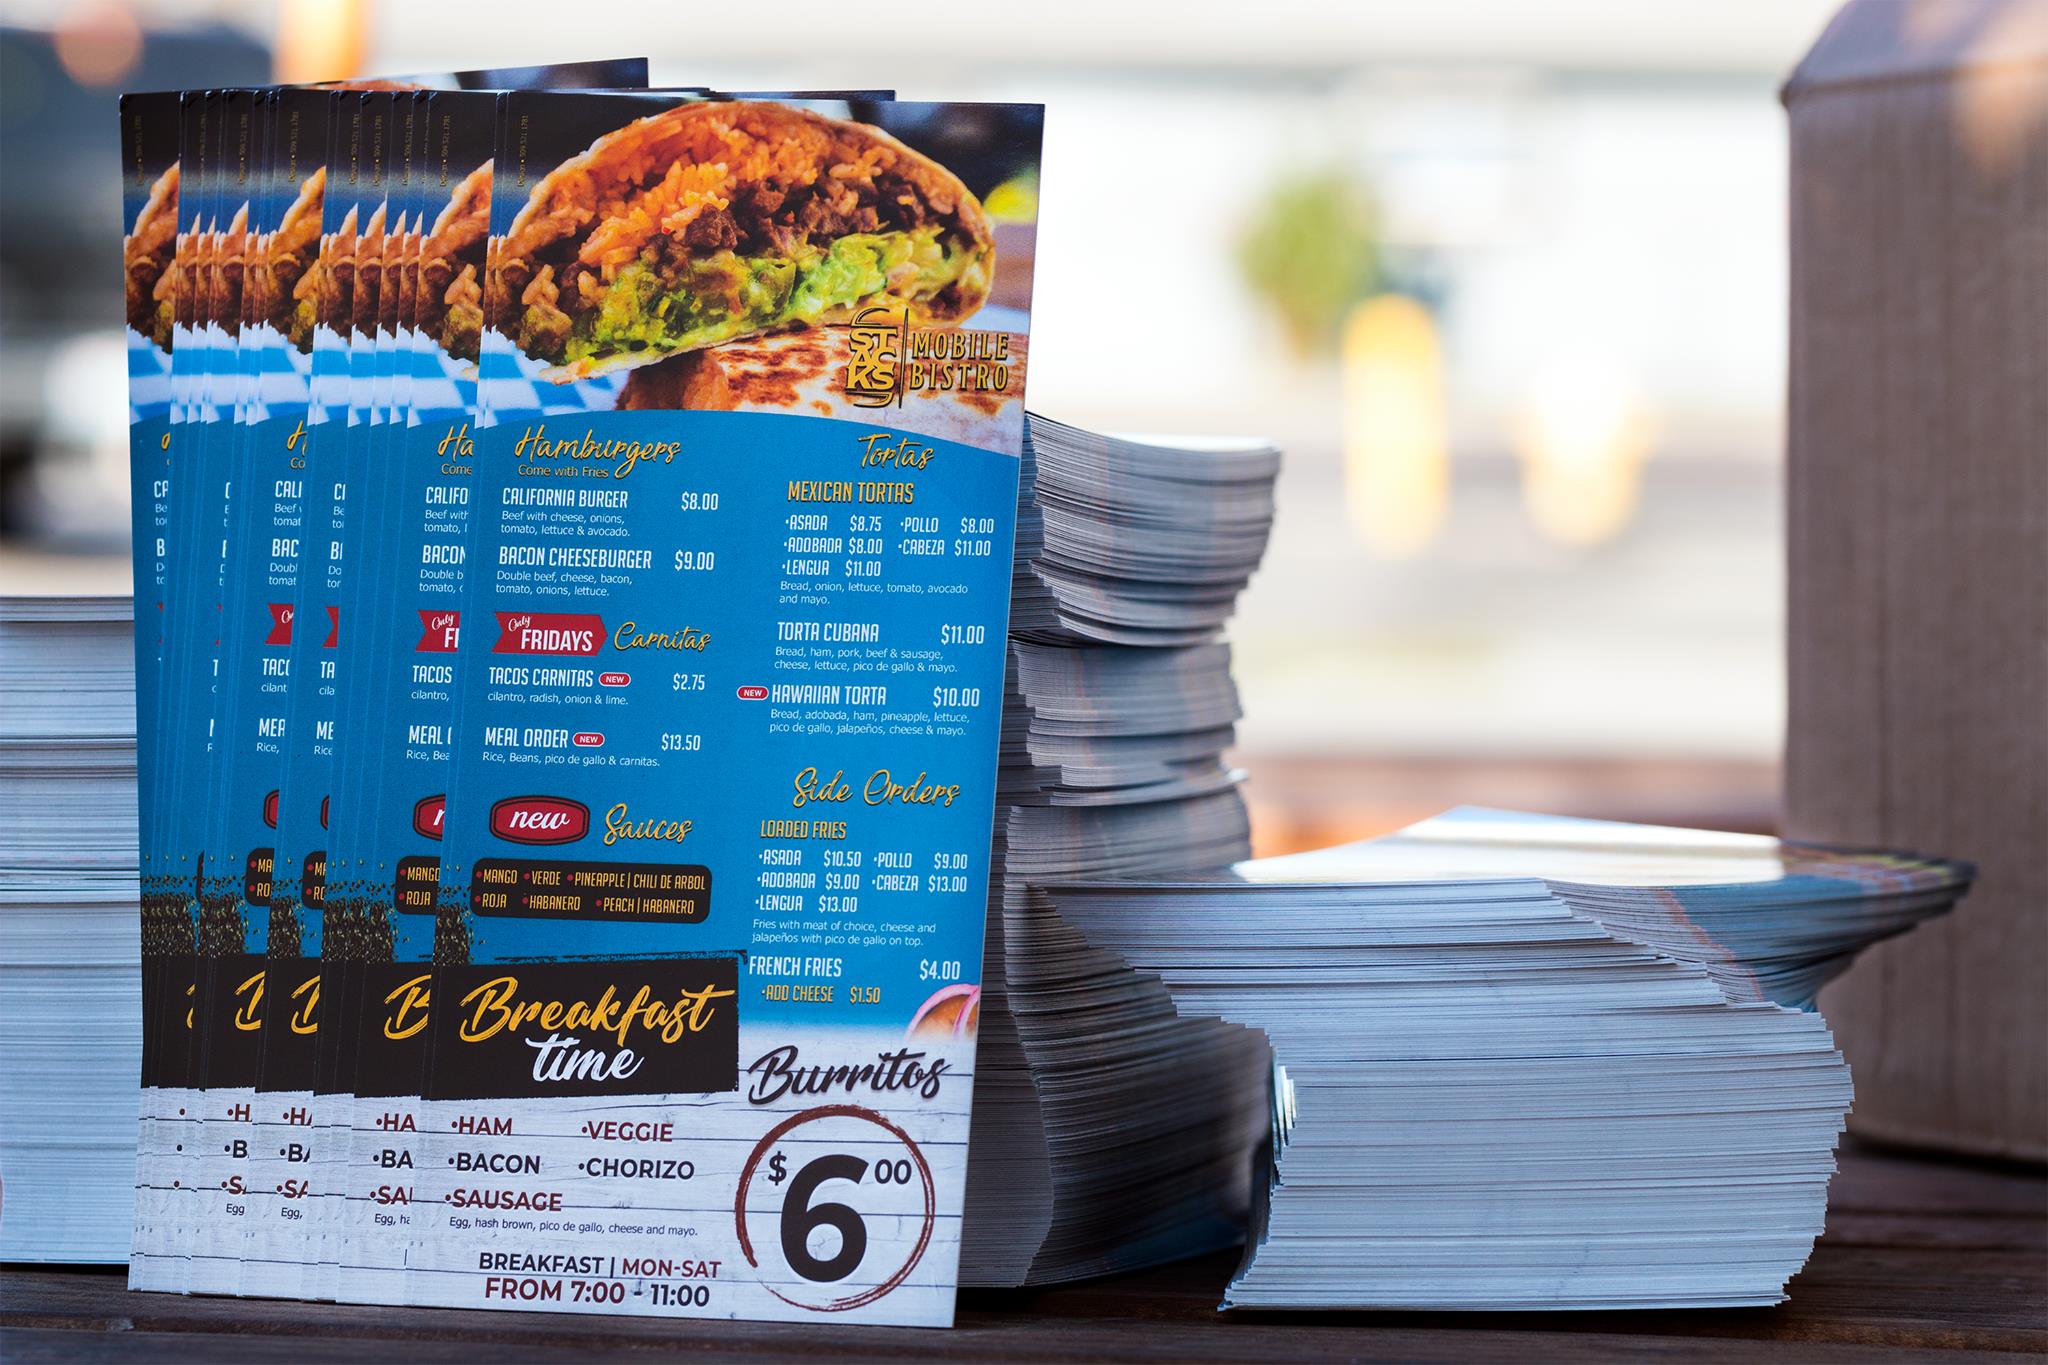 STACKS
MOBILE
BISTRO
Hamburgers
Come with Fries
CALIFORNIA BURGER $8.00
Beef with cheese, onions,
tomato, lettuce & avocado.
BACON CHEESEBURGER $9.00
Double beef, cheese, bacon,
tomato, onions, lettuce.
Only
FRIDAYS
Carnitas
TACOS CARNITAS NEW $2.75
cilantro, radish, onion & lime.
MEAL ORDER NEW $13.50
Rice, Beans, pico de gallo & carnitas.
new Sauces
•MANGO •VERDE •PINEAPPLE | CHILI DE ARBOL
•ROJA •HABANERO •PEACH | HABANERO
Tortas
MEXICAN TORTAS
•ASADA $8.75 •POLLO $8.00
•ADOBADA $8.00 •CABEZA $11.00
•LENGUA $11.00
Bread, onion, lettuce, tomato, avocado
and mayo.
TORTA CUBANA $11.00
Bread, ham, pork, beef & sausage,
cheese, lettuce, pico de gallo & mayo.
NEW HAWAIIAN TORTA $10.00
Bread, adobada, ham, pineapple, lettuce,
pico de gallo, jalapeños, cheese & mayo.
Side Orders
LOADED FRIES
•ASADA $10.50 •POLLO $9.00
•ADOBADA $9.00 •CABEZA $13.00
•LENGUA $13.00
Fries with meat of choice, cheese and
jalapeños with pico de gallo on top.
FRENCH FRIES $4.00
•ADD CHEESE $1.50
Breakfast
time
•HAM •VEGGIE
•BACON •CHORIZO
•SAUSAGE
Egg, hash brown, pico de gallo, cheese and mayo.
BREAKFAST | MON-SAT
FROM 7:00 - 11:00
Burritos
$6.00